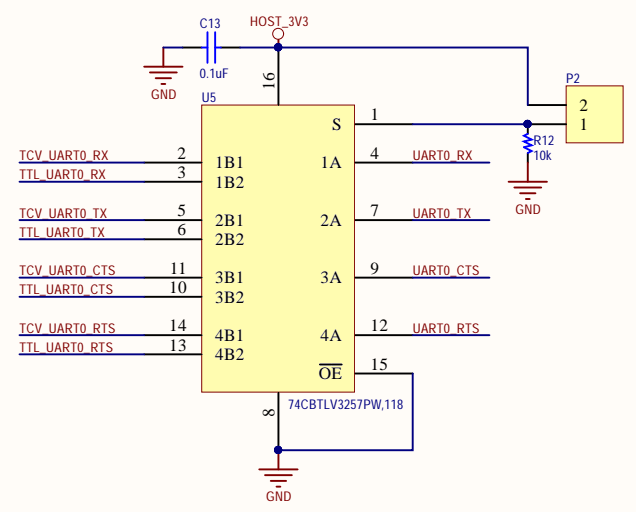 C13
HOST_3V3
0.1uF
GND
16
P2
2
1
U5
S
1
R12
10k
GND
TCV_UART0_RX
2
1B1
1A
4
UART0_RX
TTL_UART0_RX
3
1B2
TCV_UART0_TX
5
2B1
2A
7
UART0_TX
TTL_UART0_TX
6
2B2
TCV_UART0_CTS
11
3B1
3A
9
UART0_CTS
TTL_UART0_CTS
10
3B2
TCV_UART0_RTS
14
4B1
4A
12
UART0_RTS
TTL_UART0_RTS
13
4B2
OE
15
8
74CBTLV3257PW,118
GND